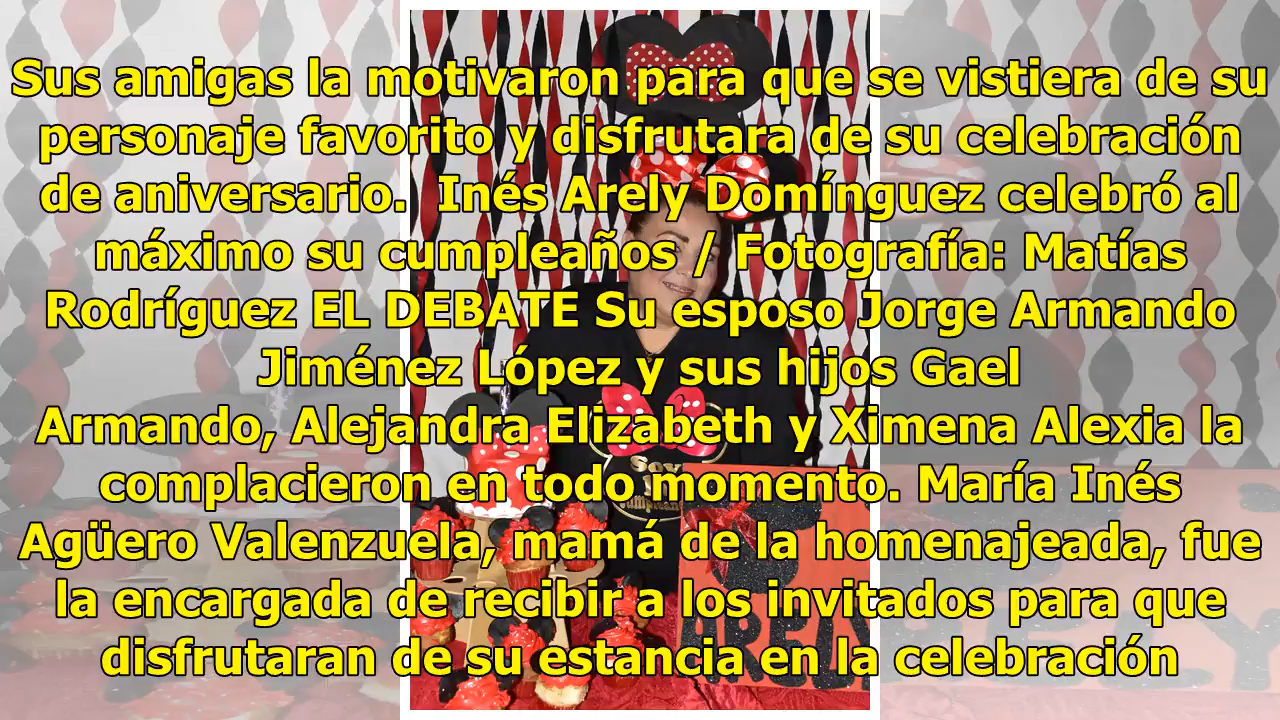 Sus amigas la motivaron para que se vistiera de su
personaje favorito y disfrutara de su celebración
de aniversario.  Inés Arely Domínguez celebró al
máximo su cumpleaños / Fotografía: Matías
Rodríguez EL DEBATE Su esposo Jorge Armando
Jiménez López y sus hijos Gael
Armando, Alejandra Elizabeth y Ximena Alexia la
complacieron en todo momento. María Inés
Agüero Valenzuela, mamá de la homenajeada, fue
la encargada de recibir a los invitados para que
disfrutaran de su estancia en la celebración
Soy
ARELY